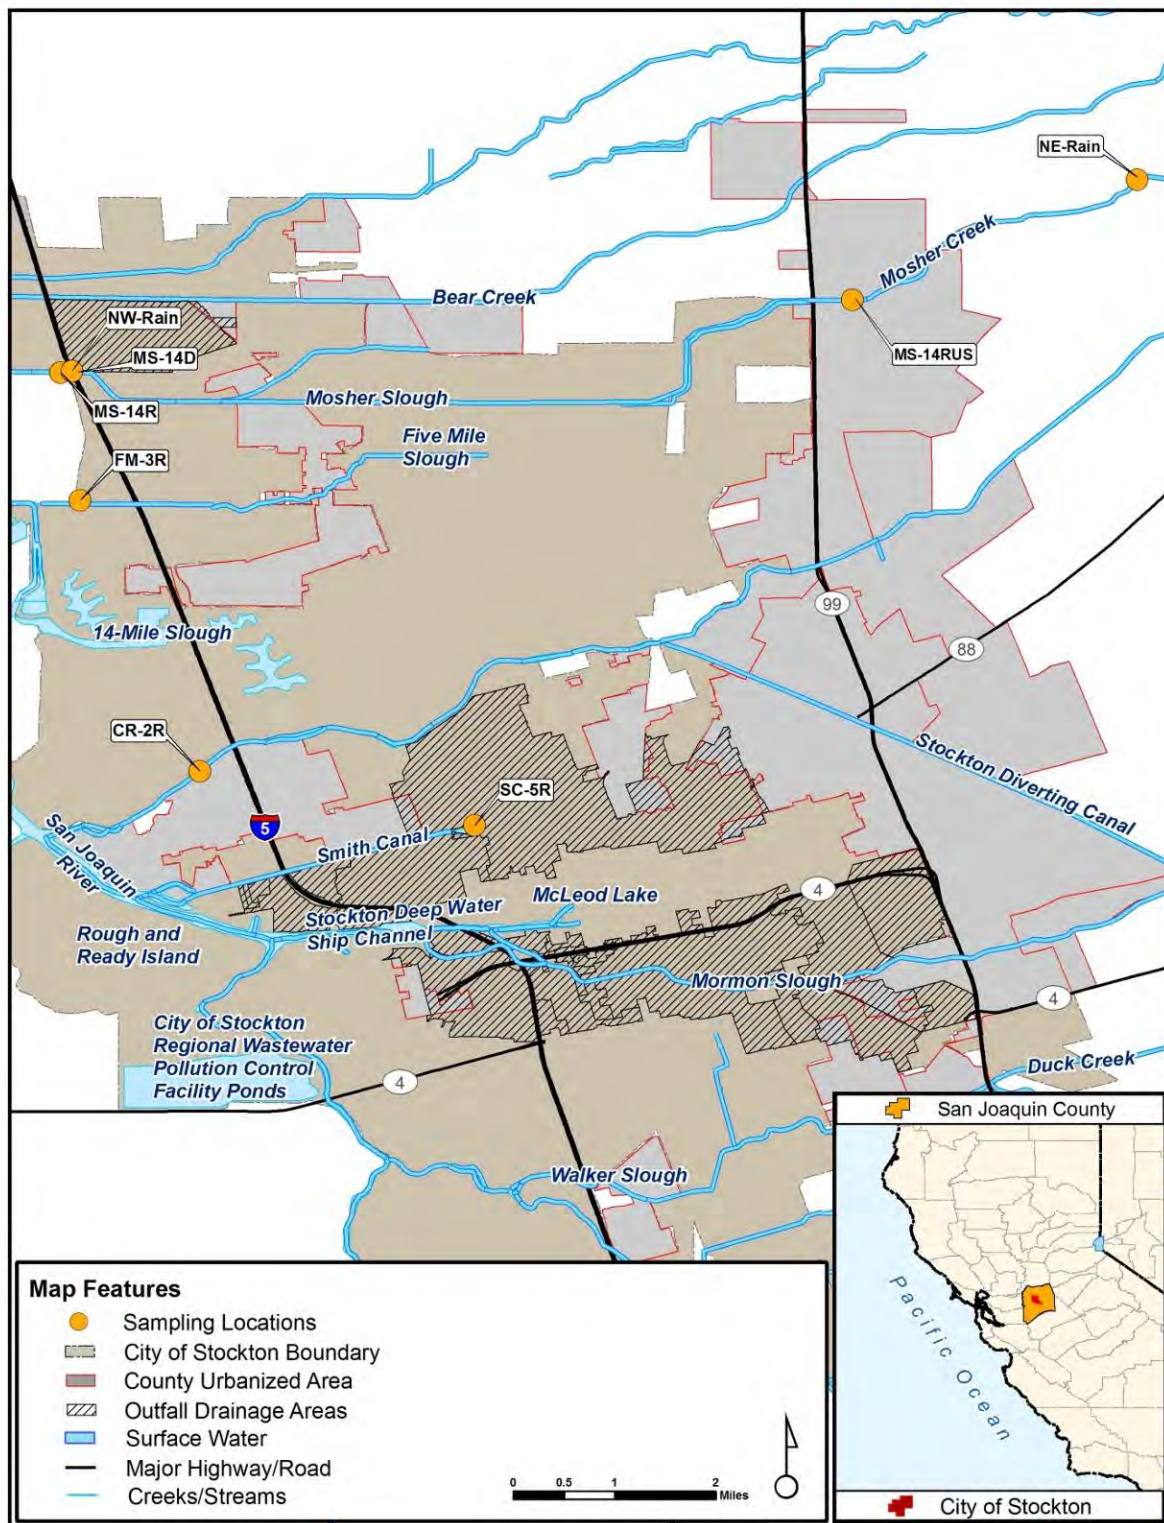 NE-Rain
Mosher Creek
Bear Creek
NW-Rain
MS-14D
MS-14RUS
MS-14R
Mosher Slough
Five Mile
Slough
FM-3R
99
14-Mile Slough
88
CR-2R
Stockton Diverting Canal
SC-5R
5
San Joaquin
River
Smith Canal
4
McLeod Lake
Stockton Deep Water
Ship Channel
Rough and
Ready Island
Mormon Slough
4
City of Stockton
Regional Wastewater
Pollution Control
Facility Ponds
4
Duck Creek
Walker Slough
San Joaquin County
Pacific Ocean
City of Stockton
Map Features
Sampling Locations
City of Stockton Boundary
County Urbanized Area
Outfall Drainage Areas
Surface Water
Major Highway/Road
Creeks/Streams
0 0.5 1 2
Miles